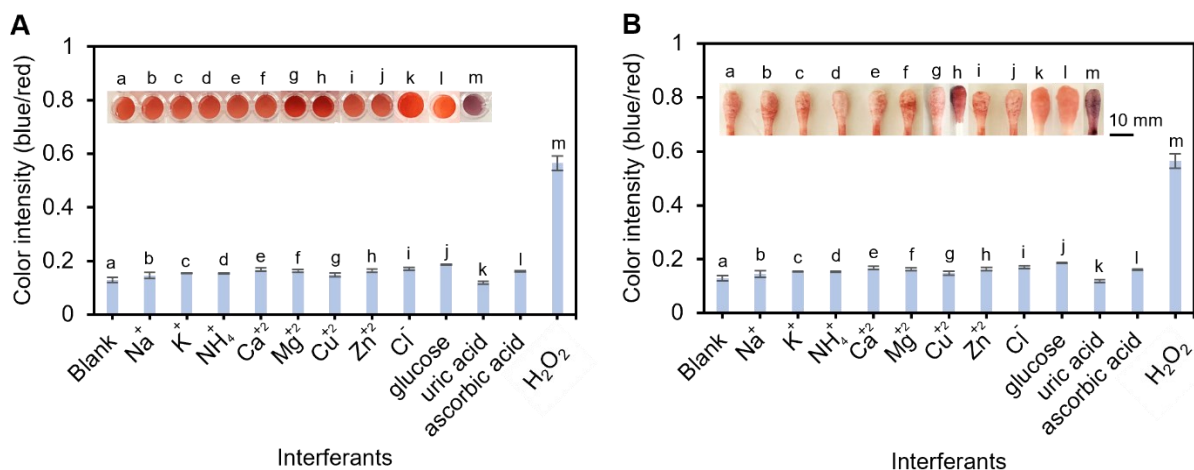 A
Color intensity (blue/red)
1
0.8
0.6
0.4
0.2
0
a b c d e f g h i j k l m
a b c d e f g h i j k l m
Blank
Na⁺
K⁺
NH₄⁺
Ca⁺²
Mg⁺²
Cu⁺²
Zn⁺²
Ci⁻
glucose
uric acid
ascorbic acid
H₂O₂
Interferants
B
Color intensity (blue/red)
1
0.8
0.6
0.4
0.2
0
a b c d e f g h i j k l m
10 mm
a b c d e f g h i j k l m
Blank
Na⁺
K⁺
NH₄⁺
Ca⁺²
Mg⁺²
Cu⁺²
Zn⁺²
Ci⁻
glucose
uric acid
ascorbic acid
H₂O₂
Interferants